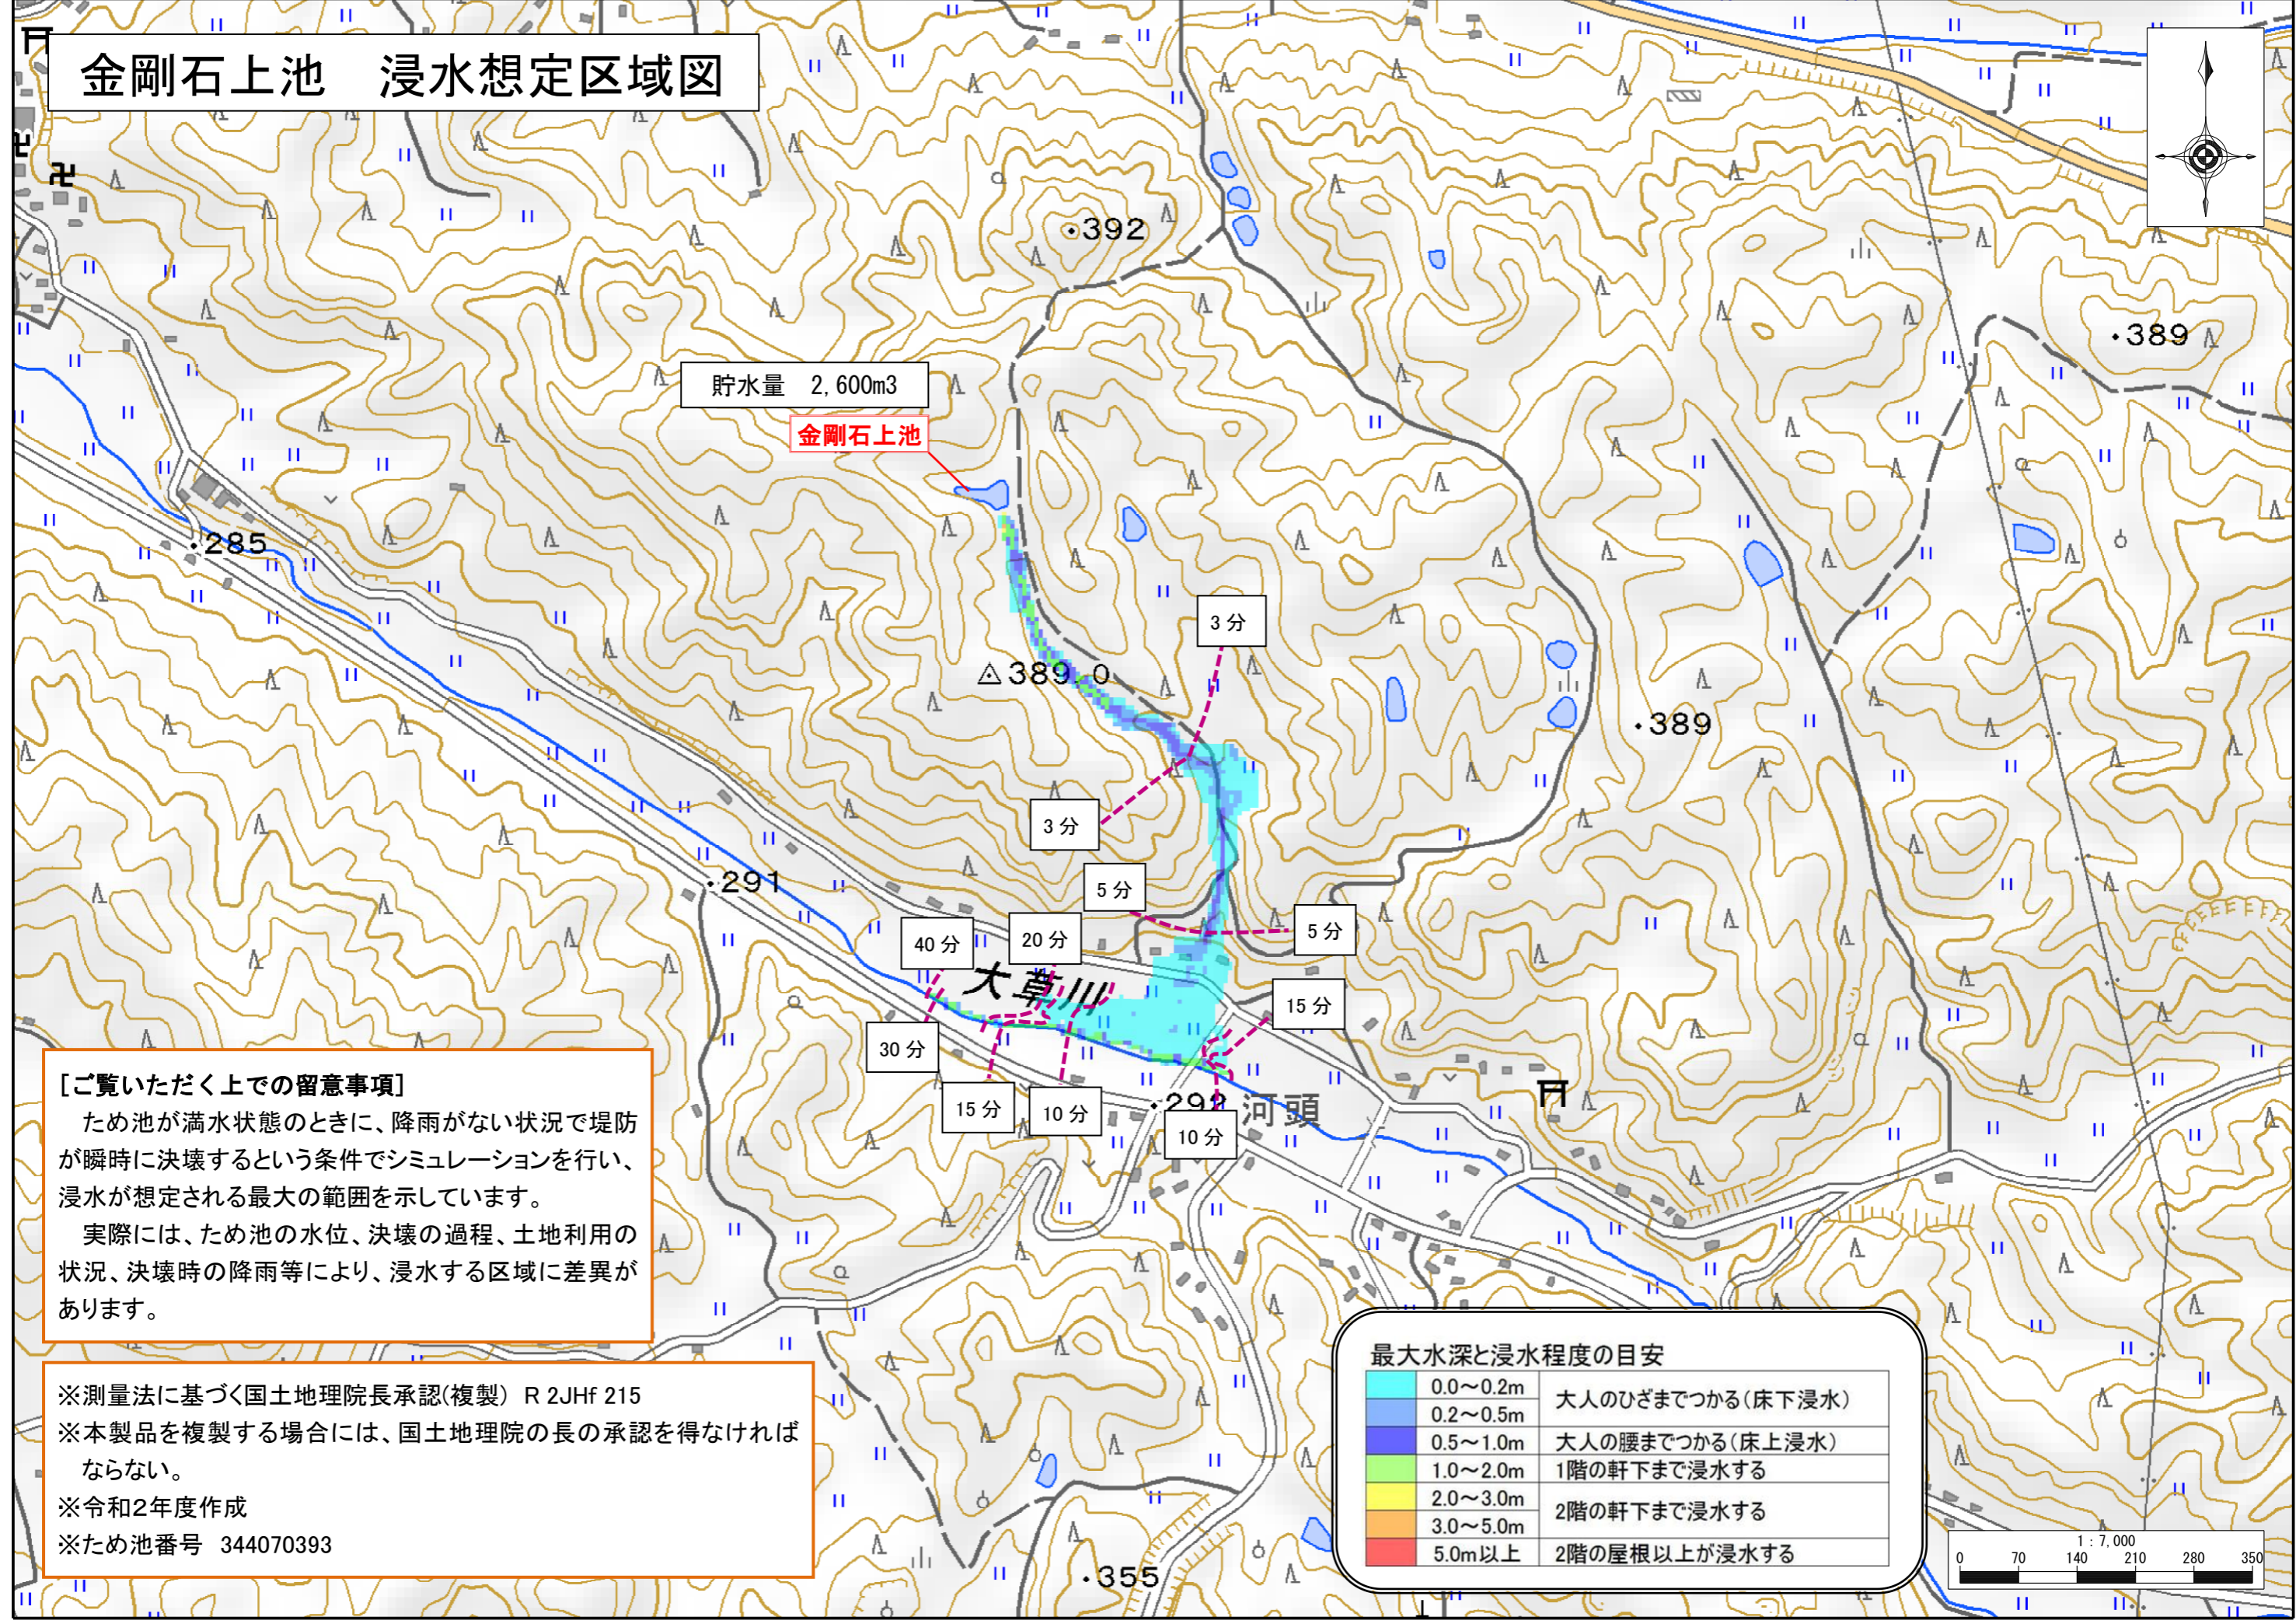 金剛石上池　浸水想定区域図
392
389
貯水量　2,600m3
金剛石上池
285
3分
389.0
389
3分
291
5分
5分
40分
20分
大草川
15分
30分
15分
10分
河頭
10分
[ご覧いただく上での留意事項]
ため池が満水状態のときに、降雨がない状況で堤防
が瞬時に決壊するという条件でシミュレーションを行い、
浸水が想定される最大の範囲を示しています。
実際には、ため池の水位、決壊の過程、土地利用の
状況、決壊時の降雨等により、浸水する区域に差異が
あります。
※測量法に基づく国土地理院長承認(複製)　R 2JHf 215
※本製品を複製する場合には、国土地理院の長の承認を得なければ
ならない。
※令和2年度作成
※ため池番号　344070393
355
最大水深と浸水程度の目安
0.0～0.2m
大人のひざまでつかる(床下浸水)
0.2～0.5m
0.5～1.0m　大人の腰までつかる(床上浸水)
1.0～2.0m　1階の軒下まで浸水する
2.0～3.0m
2階の軒下まで浸水する
3.0～5.0m
5.0m以上　2階の屋根以上が浸水する
1 : 7,000
0 70 140 210 280 350